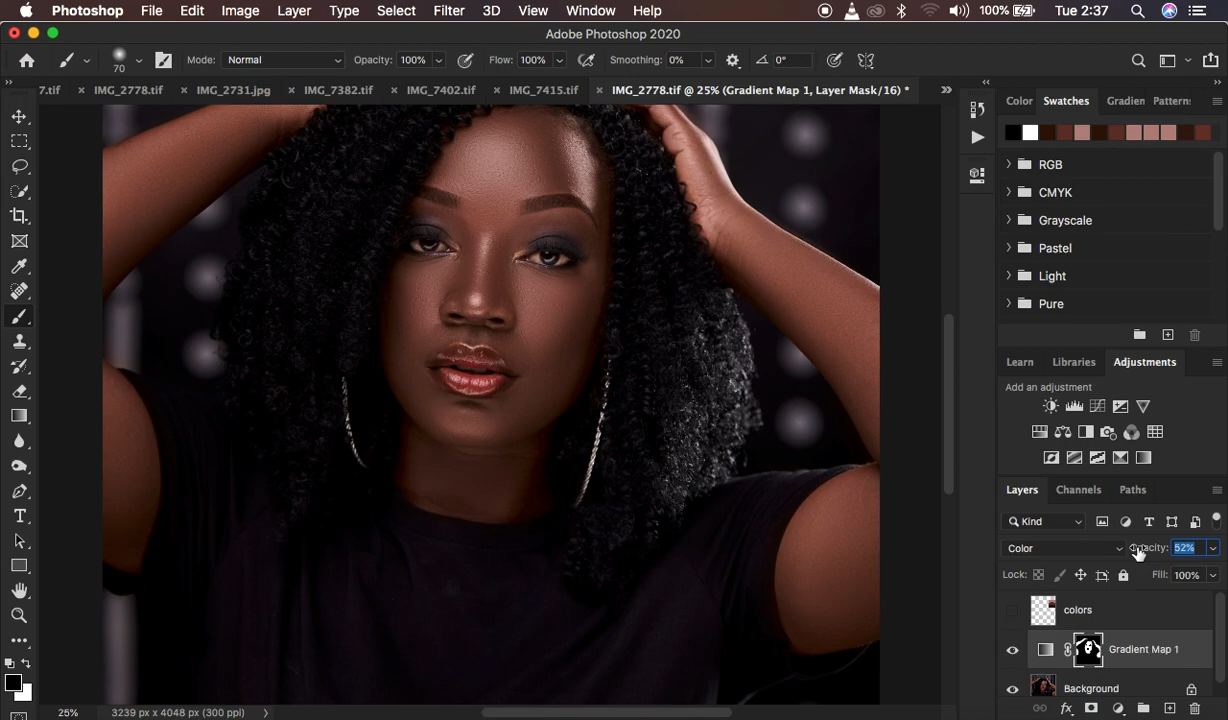 Photoshop File Edit Image Layer Type Select Filter 3D View Window Help 100% Tue 2:37
Adobe Photoshop 2020
70 Mode: Normal Opacity: 100% Flow: 100% Smoothing: 0% 0°
7.tif × IMG_2778.tif × IMG_2731.jpg × IMG_7382.tif × IMG_7402.tif × IMG_7415.tif × IMG_2778.tif @ 25% (Gradient Map 1, Layer Mask/16) *
Color Swatches Gradien Pattern:
RGB
CMYK
Grayscale
Pastel
Light
Pure
Learn Libraries Adjustments
Add an adjustment
Layers Channels Paths
Kind
Color 52%
Lock: Fill: 100%
colors
Gradient Map 1
Background
25% 3239 px x 4048 px (300 ppi)